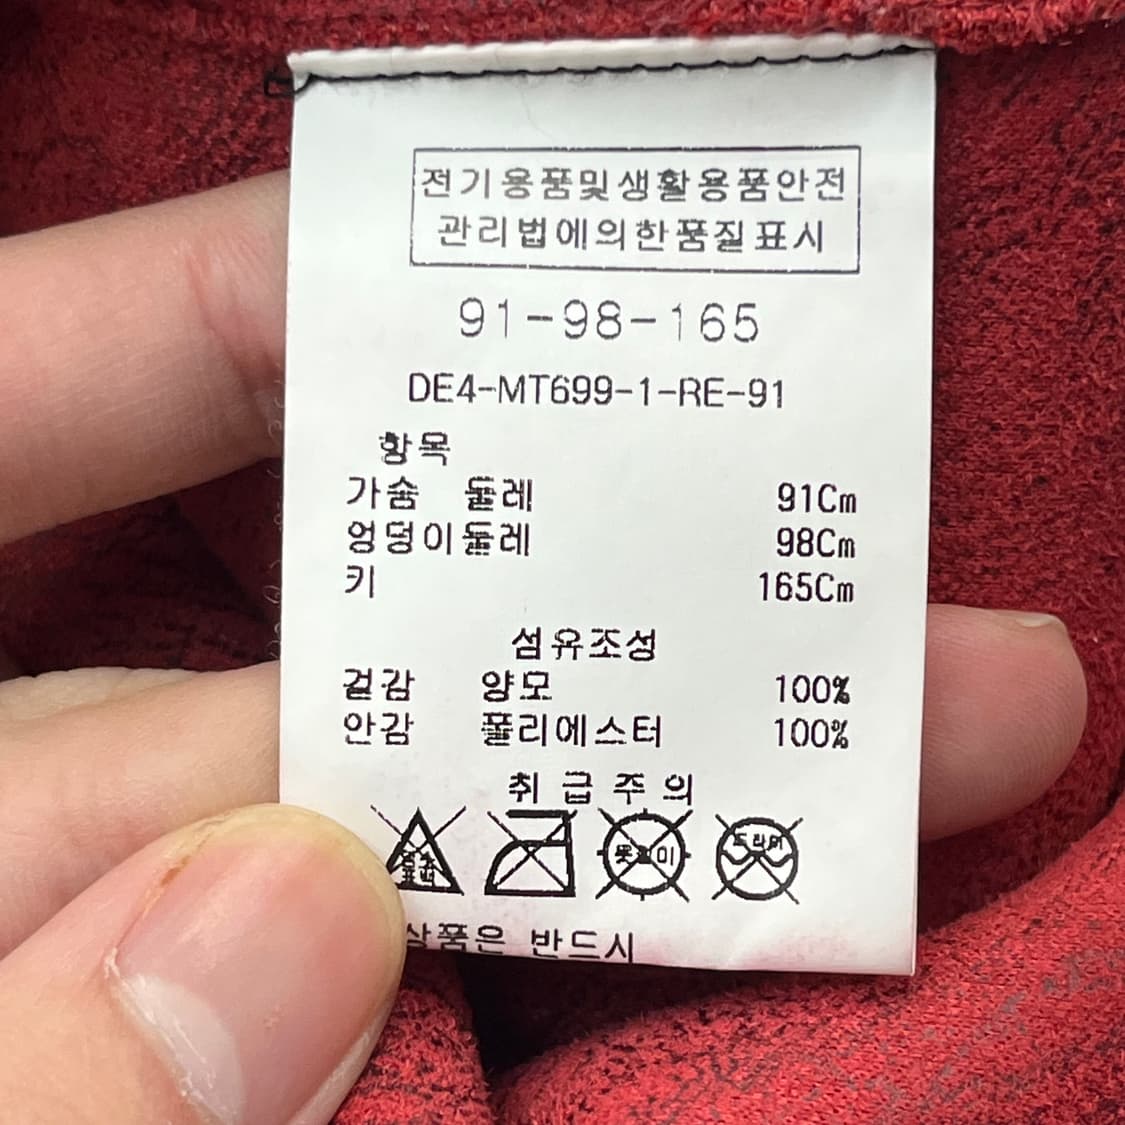 전기용품및생활용품안전
관리법에의한품질표시
91-98-165
DE4-MT699-1-RE-91
항목
가슴 둘레 91Cm
엉덩이둘레 98Cm
키 165Cm
섬유조성
겉감 양모 100%
안감 폴리에스터 100%
취급주의
드라이
상품은 반드시